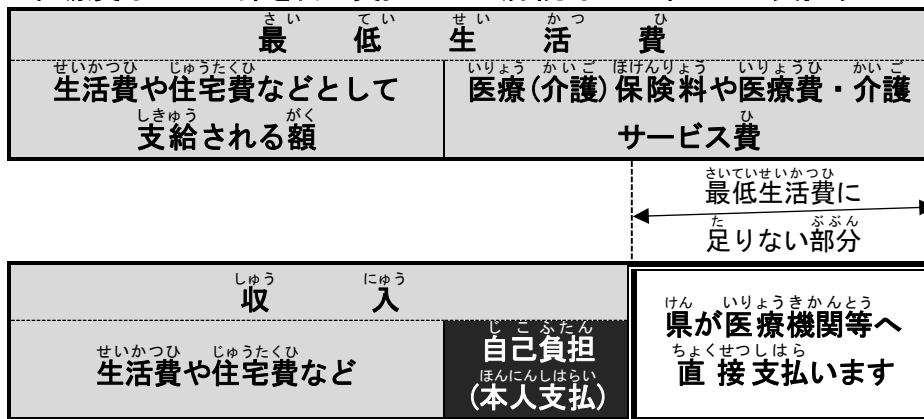 さい てい せい かつ ひ
最 低 生 活 費
せいかつひ じゅうたくひ
生活費や住宅費などとして
しきゅう がく
支給される額
いりょう かいご ほけんりょう いりょうひ かいご
医療(介護)保険料や医療費・介護
ひ
サービス費
さいていせいかつひ
最低生活費に
た ぶぶん
足りない部分
しゅう にゅう
収 入
せいかつひ じゅうたくひ
生活費や住宅費など
じこふたん
自己負担
ほんにんしはらい
(本人支払)
けん いりょうきかんとう
県が医療機関等へ
ちょくせつしはら
直接支払います